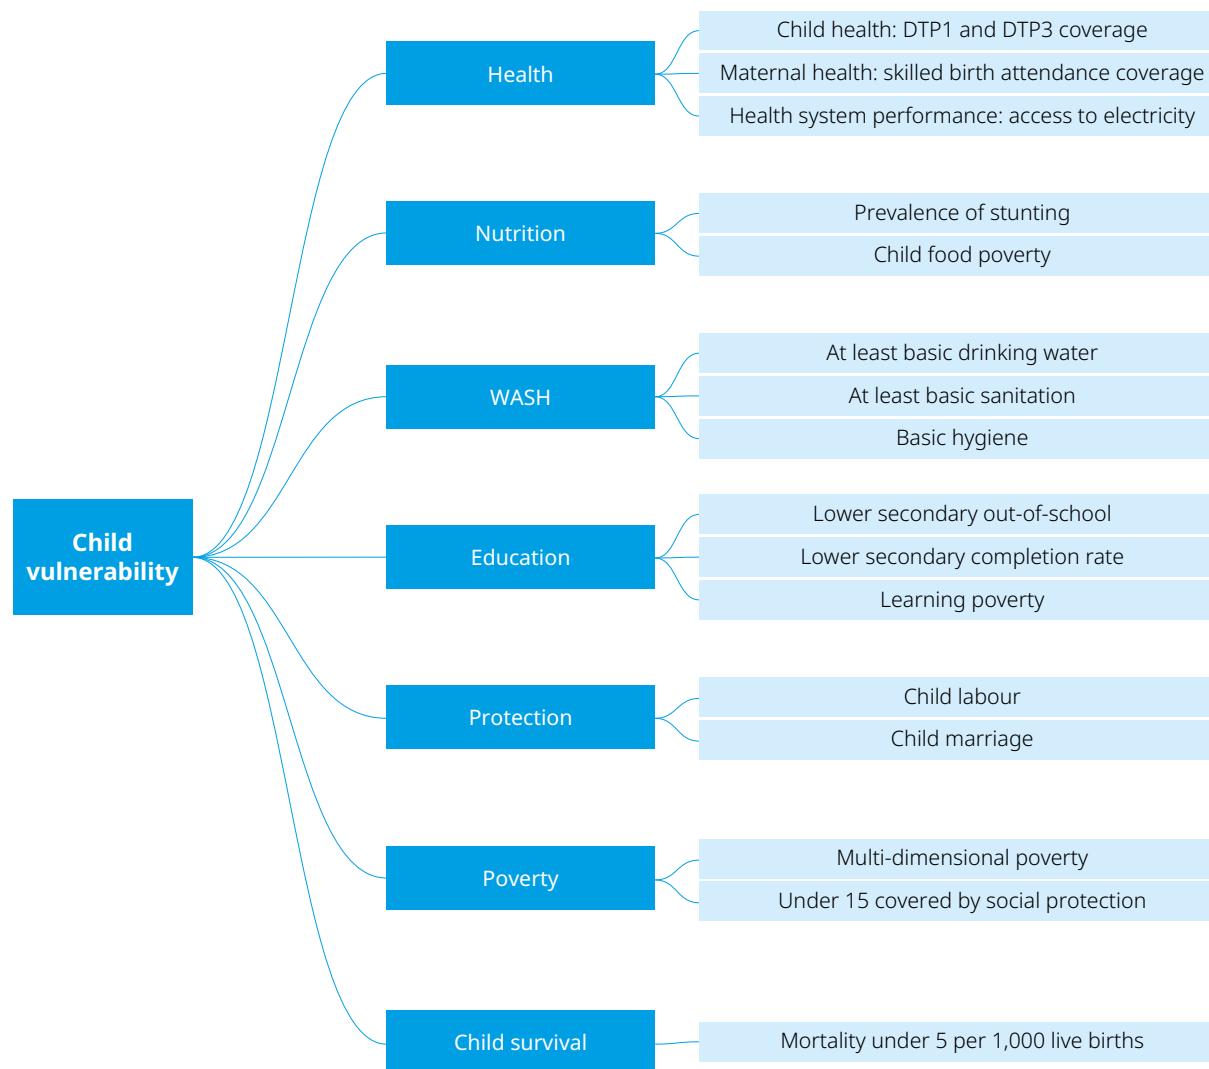 Child
vulnerability
Health
Child health: DTP1 and DTP3 coverage
Maternal health: skilled birth attendance coverage
Health system performance: access to electricity
Nutrition
Prevalence of stunting
Child food poverty
WASH
At least basic drinking water
At least basic sanitation
Basic hygiene
Education
Lower secondary out-of-school
Lower secondary completion rate
Learning poverty
Protection
Child labour
Child marriage
Poverty
Multi-dimensional poverty
Under 15 covered by social protection
Child survival
Mortality under 5 per 1,000 live births